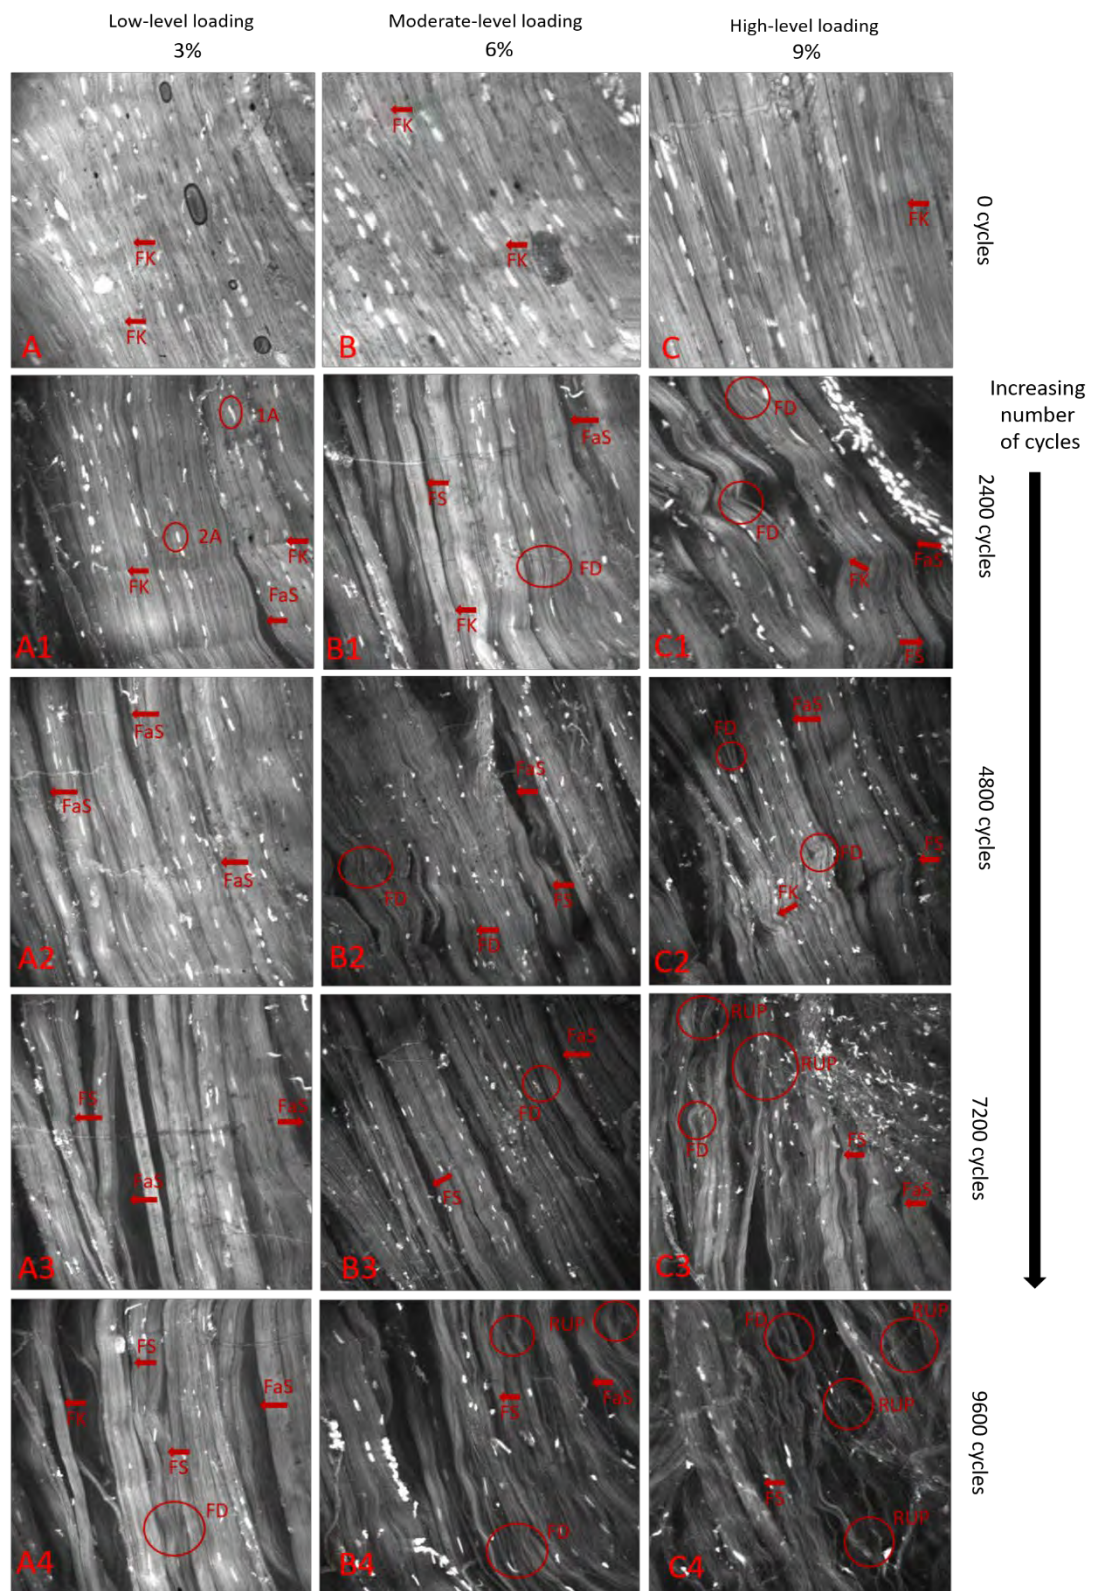 Low-level loading
3%
Moderate-level loading
6%
High-level loading
9%
FK
FK
A
FK
FK
B
FK
C
0 cycles
1A
2A
FK
FK
FaS
A1
FaS
FS
FD
FK
B1
FD
FD
FK
FaS
FS
C1
Increasing
number
of cycles
2400 cycles
FaS
FaS
FaS
A2
FaS
FD
FS
FD
B2
FaS
FD
FD
FS
FK
C2
4800 cycles
FS
FaS
FaS
A3
FaS
FD
FS
B3
RUP
RUP
FD
FS
FaS
C3
7200 cycles
FS
FK
FaS
FS
FD
A4
RUP
FaS
FS
FD
B4
FD
RUP
RUP
FS
RUP
C4
9600 cycles